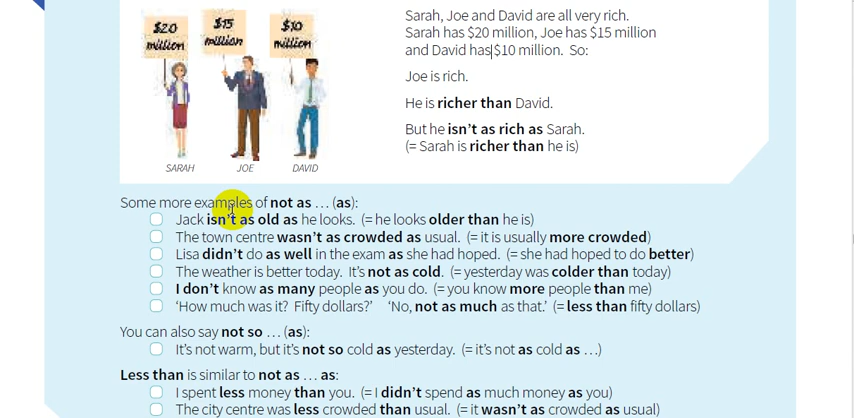 $20 million
$15 million
$10 million
SARAH JOE DAVID
Sarah, Joe and David are all very rich.
Sarah has $20 million, Joe has $15 million
and David has $10 million. So:
Joe is rich.
He is richer than David.
But he isn't as rich as Sarah.
(= Sarah is richer than he is)
Some more examples of not as … (as):
Jack isn't as old as he looks. (= he looks older than he is)
The town centre wasn't as crowded as usual. (= it is usually more crowded)
Lisa didn't do as well in the exam as she had hoped. (= she had hoped to do better)
The weather is better today. It's not as cold. (= yesterday was colder than today)
I don't know as many people as you do. (= you know more people than me)
'How much was it? Fifty dollars?' 'No, not as much as that.' (= less than fifty dollars)
You can also say not so … (as):
It's not warm, but it's not so cold as yesterday. (= it's not as cold as …)
Less than is similar to not as … as:
I spent less money than you. (= I didn't spend as much money as you)
The city centre was less crowded than usual. (= it wasn't as crowded as usual)